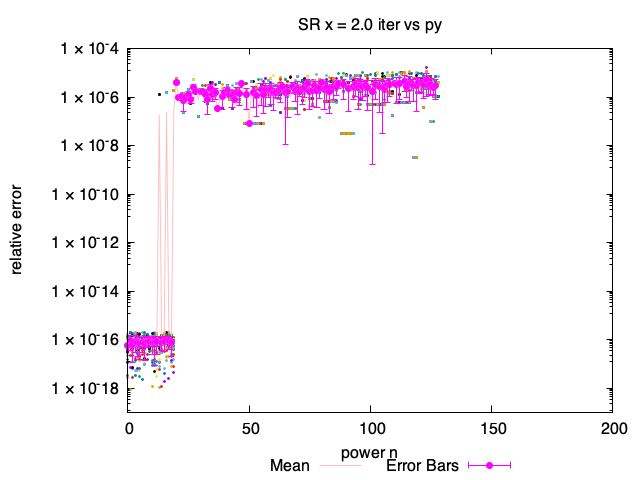 SR x = 2.0 iter vs py
1 × 10-4
1 × 10-6
1 × 10-8
1 × 10-10
1 × 10-12
1 × 10-14
1 × 10-16
1 × 10-18
relative error
0 50 100 150 200
power n
Mean Error Bars